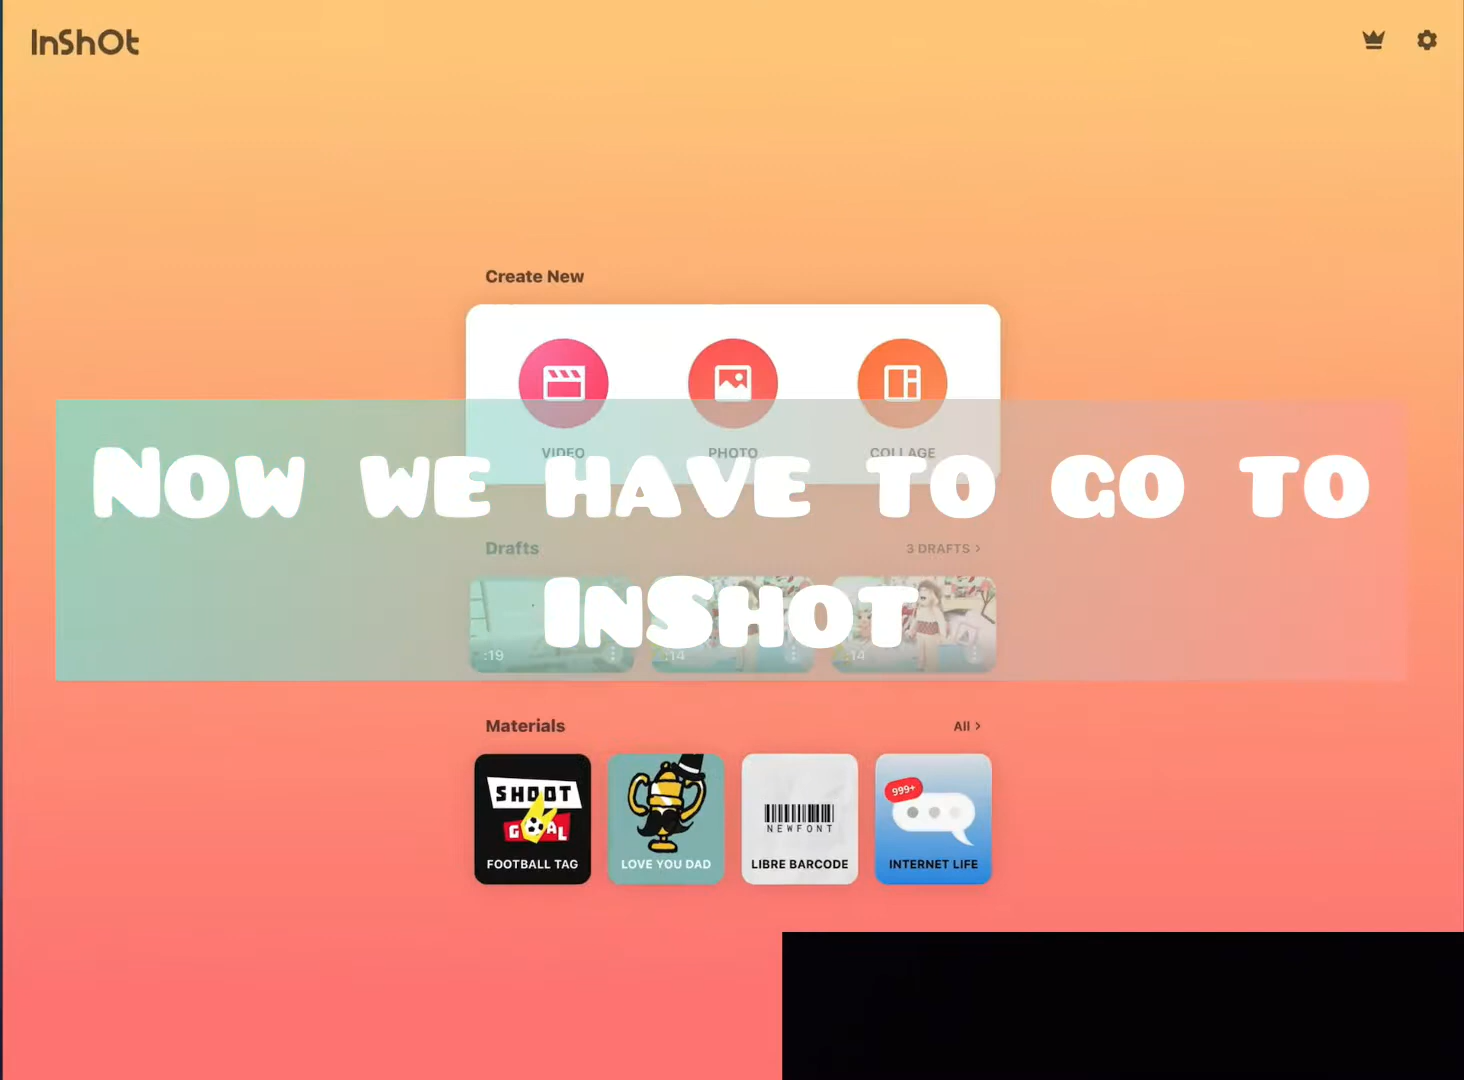 InShOt
Create New
VIDEO PHOTO COLLAGE
Now we have to go to
InShot
Drafts 3 DRAFTS >
:19 :14 :14
Materials All >
SHOOT
GOAL
FOOTBALL TAG
LOVE YOU DAD
NEWFONT
LIBRE BARCODE
999+
INTERNET LIFE